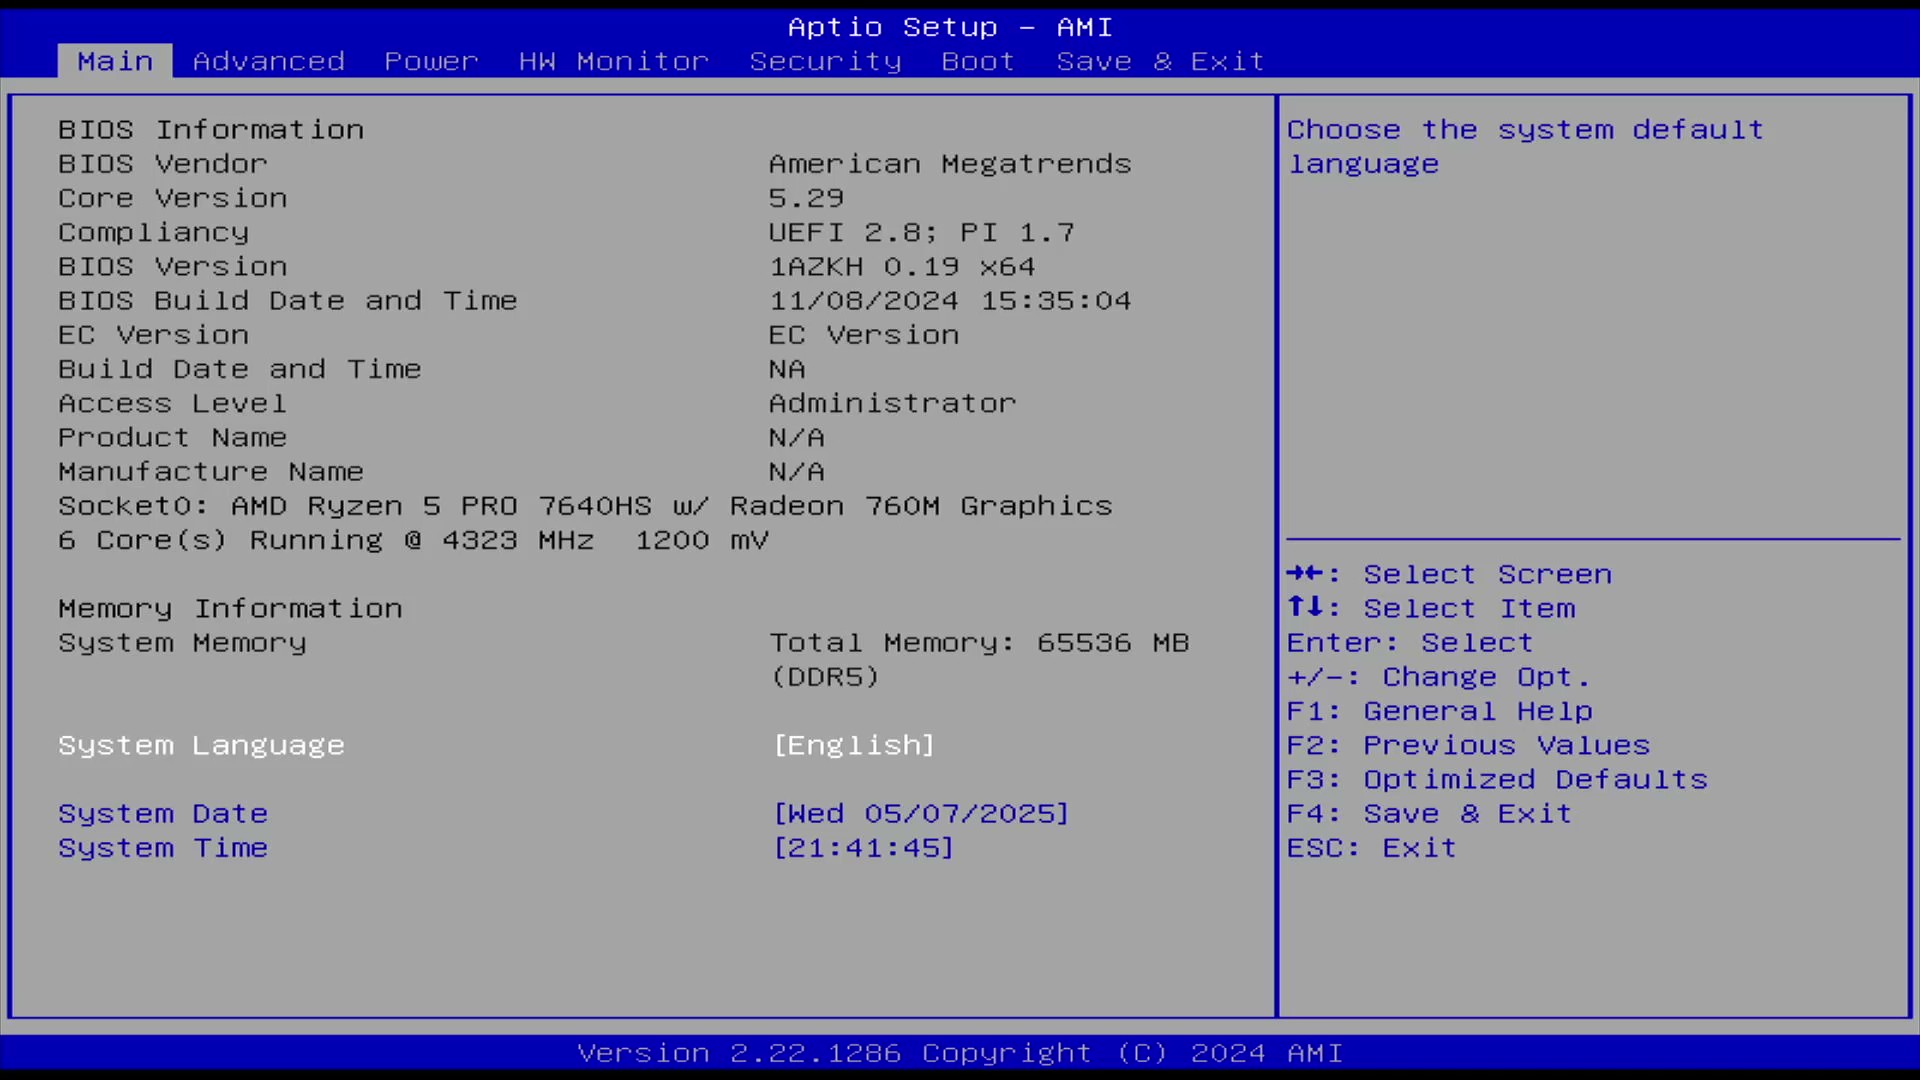 Aptio Setup - AMI
Main Advanced Power HW Monitor Security Boot Save & Exit
BIOS Information
BIOS Vendor American Megatrends
Core Version 5.29
Compliancy UEFI 2.8; PI 1.7
BIOS Version 1AZKH 0.19 x64
BIOS Build Date and Time 11/08/2024 15:35:04
EC Version EC Version
Build Date and Time NA
Access Level Administrator
Product Name N/A
Manufacture Name N/A
Socket0: AMD Ryzen 5 PRO 7640HS w/ Radeon 760M Graphics
6 Core(s) Running @ 4323 MHz 1200 mV
Memory Information
System Memory Total Memory: 65536 MB
(DDR5)
System Language [English]
System Date [Wed 05/07/2025]
System Time [21:41:45]
Choose the system default
language
→←: Select Screen
↑↓: Select Item
Enter: Select
+/-: Change Opt.
F1: General Help
F2: Previous Values
F3: Optimized Defaults
F4: Save & Exit
ESC: Exit
Version 2.22.1286 Copyright (C) 2024 AMI